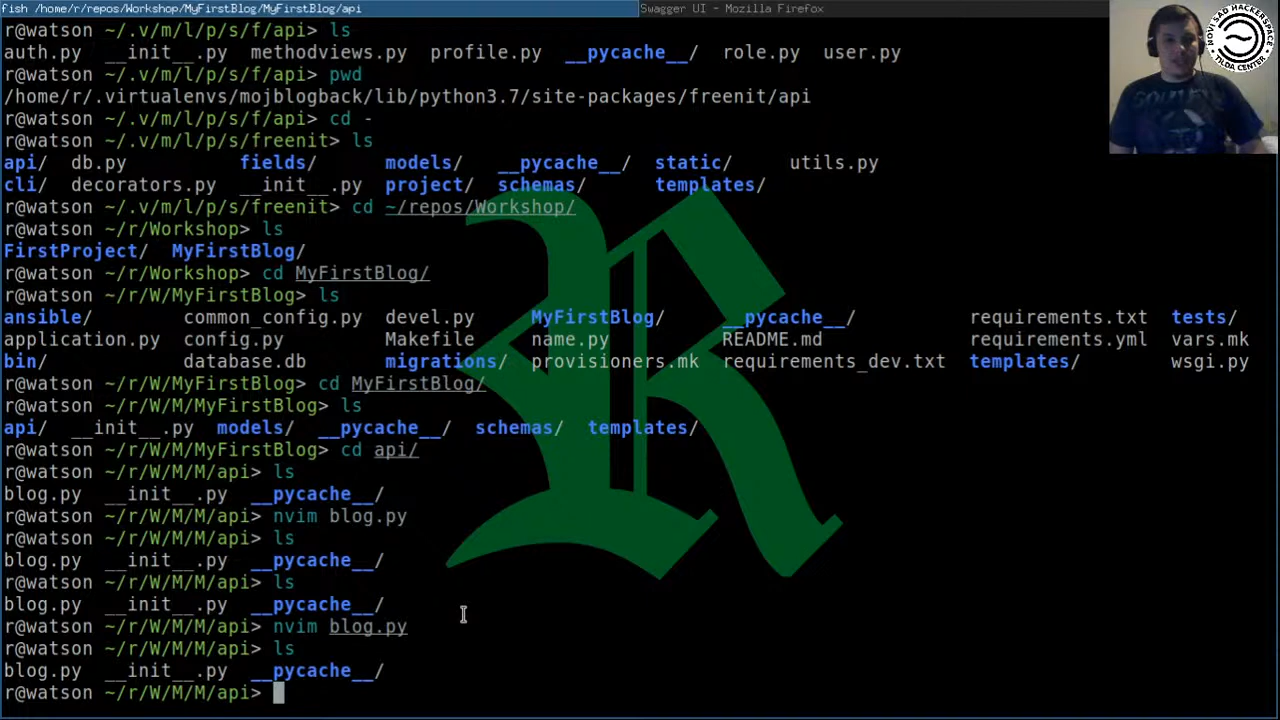 fish /home/r/repos/Workshop/MyFirstBlog/MyFirstBlog/api
Swagger UI - Mozilla Firefox
r@watson ~/.v/m/l/p/s/f/api> ls
auth.py  __init__.py  methodviews.py  profile.py  __pycache__/  role.py  user.py
r@watson ~/.v/m/l/p/s/f/api> pwd
/home/r/.virtualenvs/mojblogback/lib/python3.7/site-packages/freenit/api
r@watson ~/.v/m/l/p/s/f/api> cd -
r@watson ~/.v/m/l/p/s/freenit> ls
api/  db.py          fields/      models/   __pycache__/  static/     utils.py
cli/  decorators.py  __init__.py  project/  schemas/      templates/
r@watson ~/.v/m/l/p/s/freenit> cd ~/repos/Workshop/
r@watson ~/r/Workshop> ls
FirstProject/  MyFirstBlog/
r@watson ~/r/Workshop> cd MyFirstBlog/
r@watson ~/r/W/MyFirstBlog> ls
ansible/        common_config.py  devel.py     MyFirstBlog/     __pycache__/          requirements.txt  tests/
application.py  config.py         Makefile     name.py          README.md             requirements.yml  vars.mk
bin/            database.db       migrations/  provisioners.mk  requirements_dev.txt  templates/        wsgi.py
r@watson ~/r/W/MyFirstBlog> cd MyFirstBlog/
r@watson ~/r/W/M/MyFirstBlog> ls
api/  __init__.py  models/  __pycache__/  schemas/  templates/
r@watson ~/r/W/M/MyFirstBlog> cd api/
r@watson ~/r/W/M/M/api> ls
blog.py  __init__.py  __pycache__/
r@watson ~/r/W/M/M/api> nvim blog.py
r@watson ~/r/W/M/M/api> ls
blog.py  __init__.py  __pycache__/
r@watson ~/r/W/M/M/api> ls
blog.py  __init__.py  __pycache__/
r@watson ~/r/W/M/M/api> nvim blog.py
r@watson ~/r/W/M/M/api> ls
blog.py  __init__.py  __pycache__/
r@watson ~/r/W/M/M/api>
NOVI SAD HACKERSPACE
TILDA CENTER
R